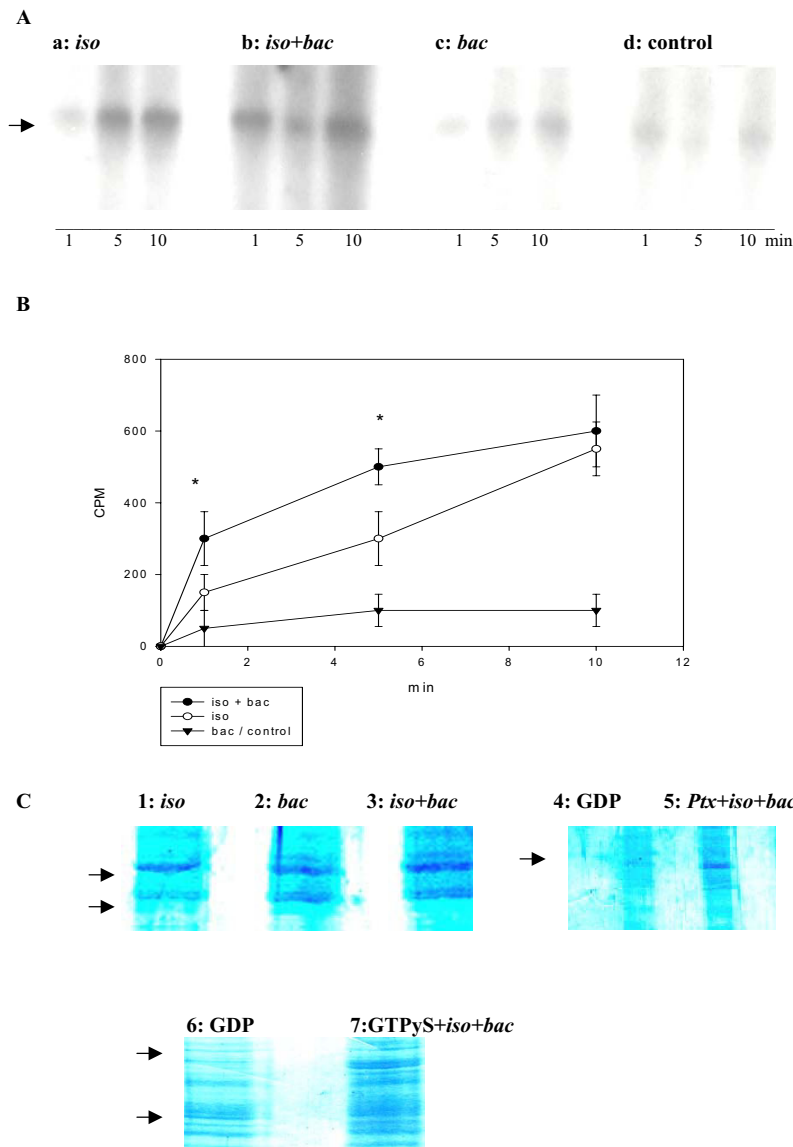 A
a: iso b: iso+bac c: bac d: control
1 5 10 1 5 10 1 5 10 1 5 10 min
B
800
600
400
200
0
CPM
*
*
0 2 4 6 8 10 12
min
iso + bac
iso
bac / control
C 1: iso 2: bac 3: iso+bac 4: GDP 5: Ptx+iso+bac
6: GDP 7:GTPyS+iso+bac